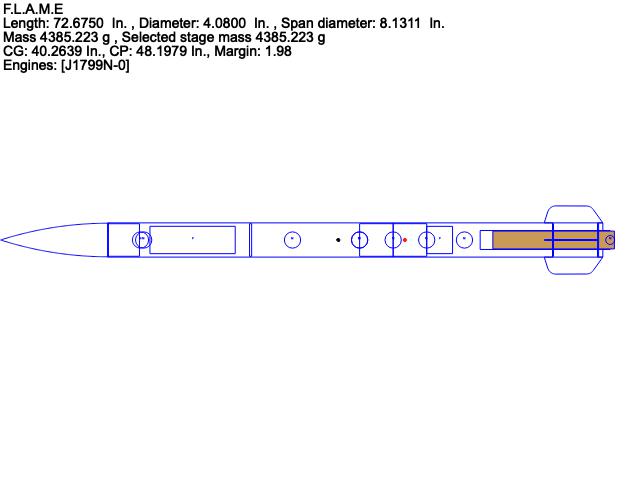 F.L.A.M.E
Length: 72.6750 In. , Diameter: 4.0800 In. , Span diameter: 8.1311 In.
Mass 4385.223 g , Selected stage mass 4385.223 g
CG: 40.2639 In., CP: 48.1979 In., Margin: 1.98
Engines: [J1799N-0]